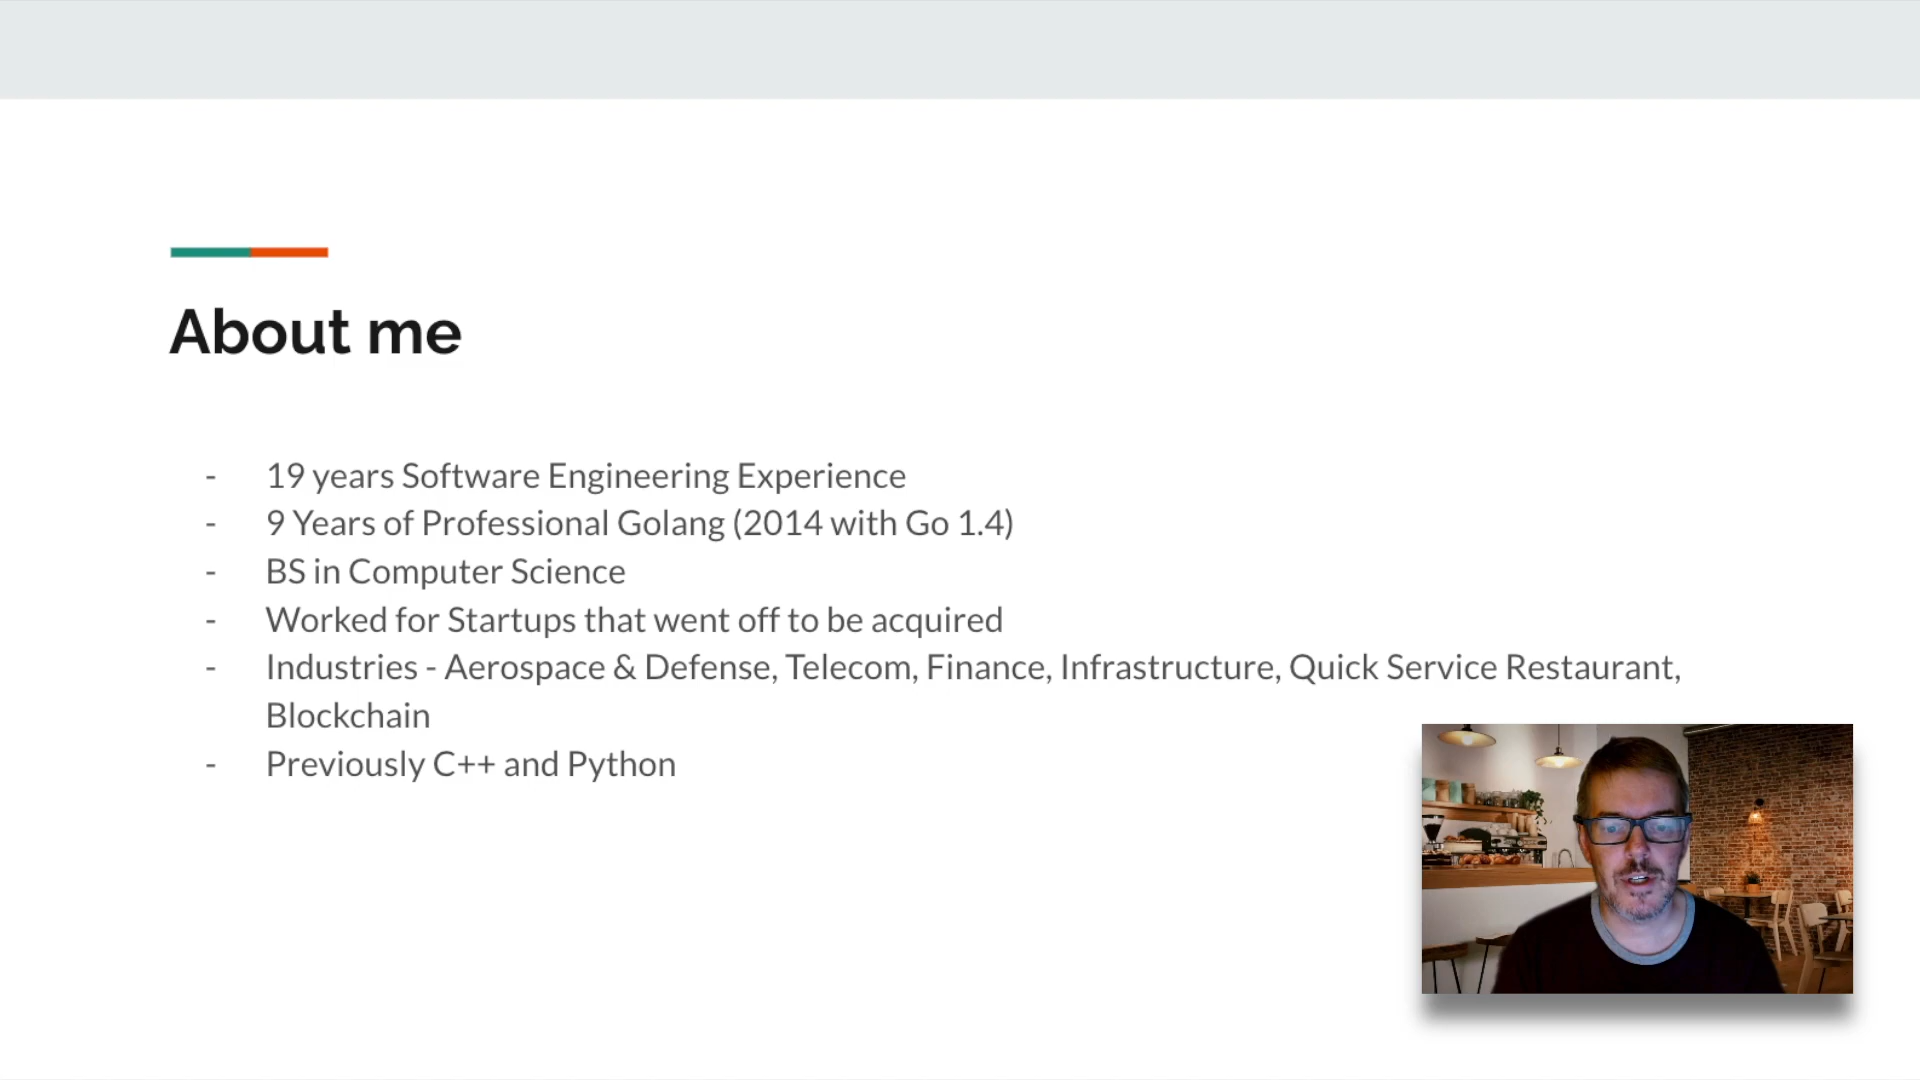 About me
- 19 years Software Engineering Experience
- 9 Years of Professional Golang (2014 with Go 1.4)
- BS in Computer Science
- Worked for Startups that went off to be acquired
- Industries - Aerospace & Defense, Telecom, Finance, Infrastructure, Quick Service Restaurant,
Blockchain
- Previously C++ and Python